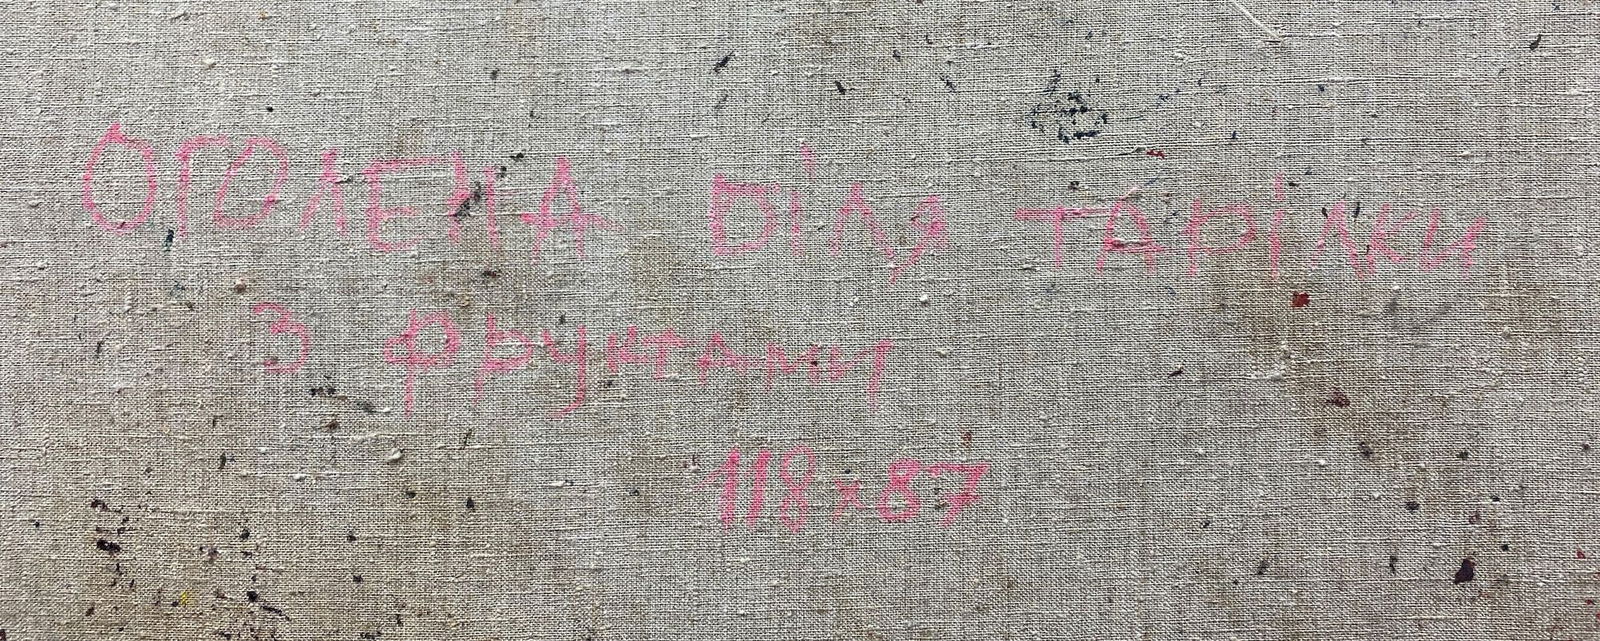 ОГОЛЕНА БІЛЯ ТАРІЛКИ
З ФРУКТАМИ
118x87